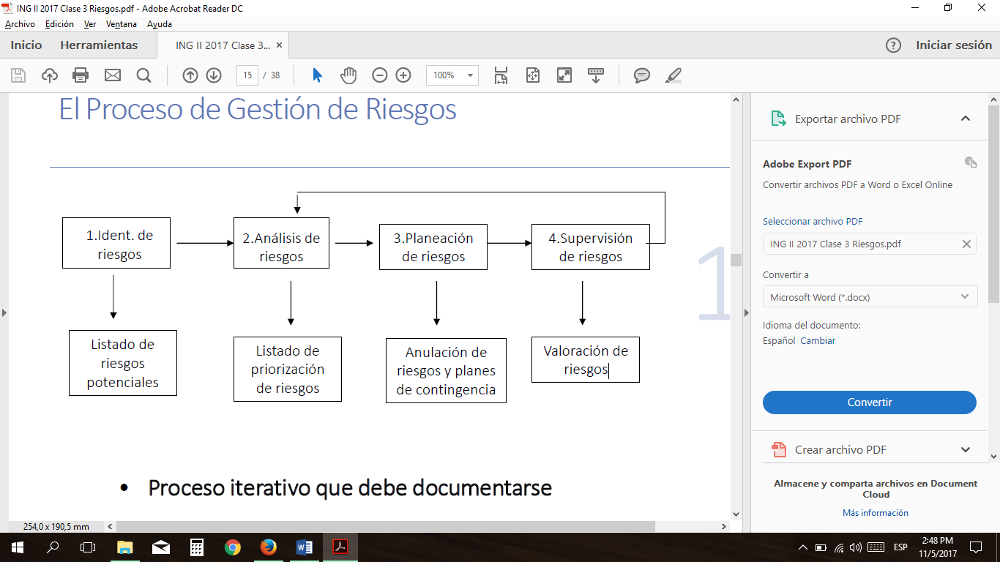 ING II 2017 Clase 3 Riesgos.pdf - Adobe Acrobat Reader DC
Archivo Edición Ver Ventana Ayuda
Inicio Herramientas ING II 2017 Clase 3... × ? Iniciar sesión
15 / 38 100%
El Proceso de Gestión de Riesgos
1.Ident. de
riesgos
2.Análisis de
riesgos
3.Planeación
de riesgos
4.Supervisión
de riesgos
1
Listado de
riesgos
potenciales
Listado de
priorización
de riesgos
Anulación de
riesgos y planes
de contingencia
Valoración de
riesgos
• Proceso iterativo que debe documentarse
254,0 x 190,5 mm
Exportar archivo PDF
Adobe Export PDF
Convertir archivos PDF a Word o Excel Online
Seleccionar archivo PDF
ING II 2017 Clase 3 Riesgos.pdf
Convertir a
Microsoft Word (*.docx)
Idioma del documento:
Español Cambiar
Convertir
Crear archivo PDF
Almacene y comparta archivos en Document
Cloud
Más información
ESP
2:48 PM
11/5/2017